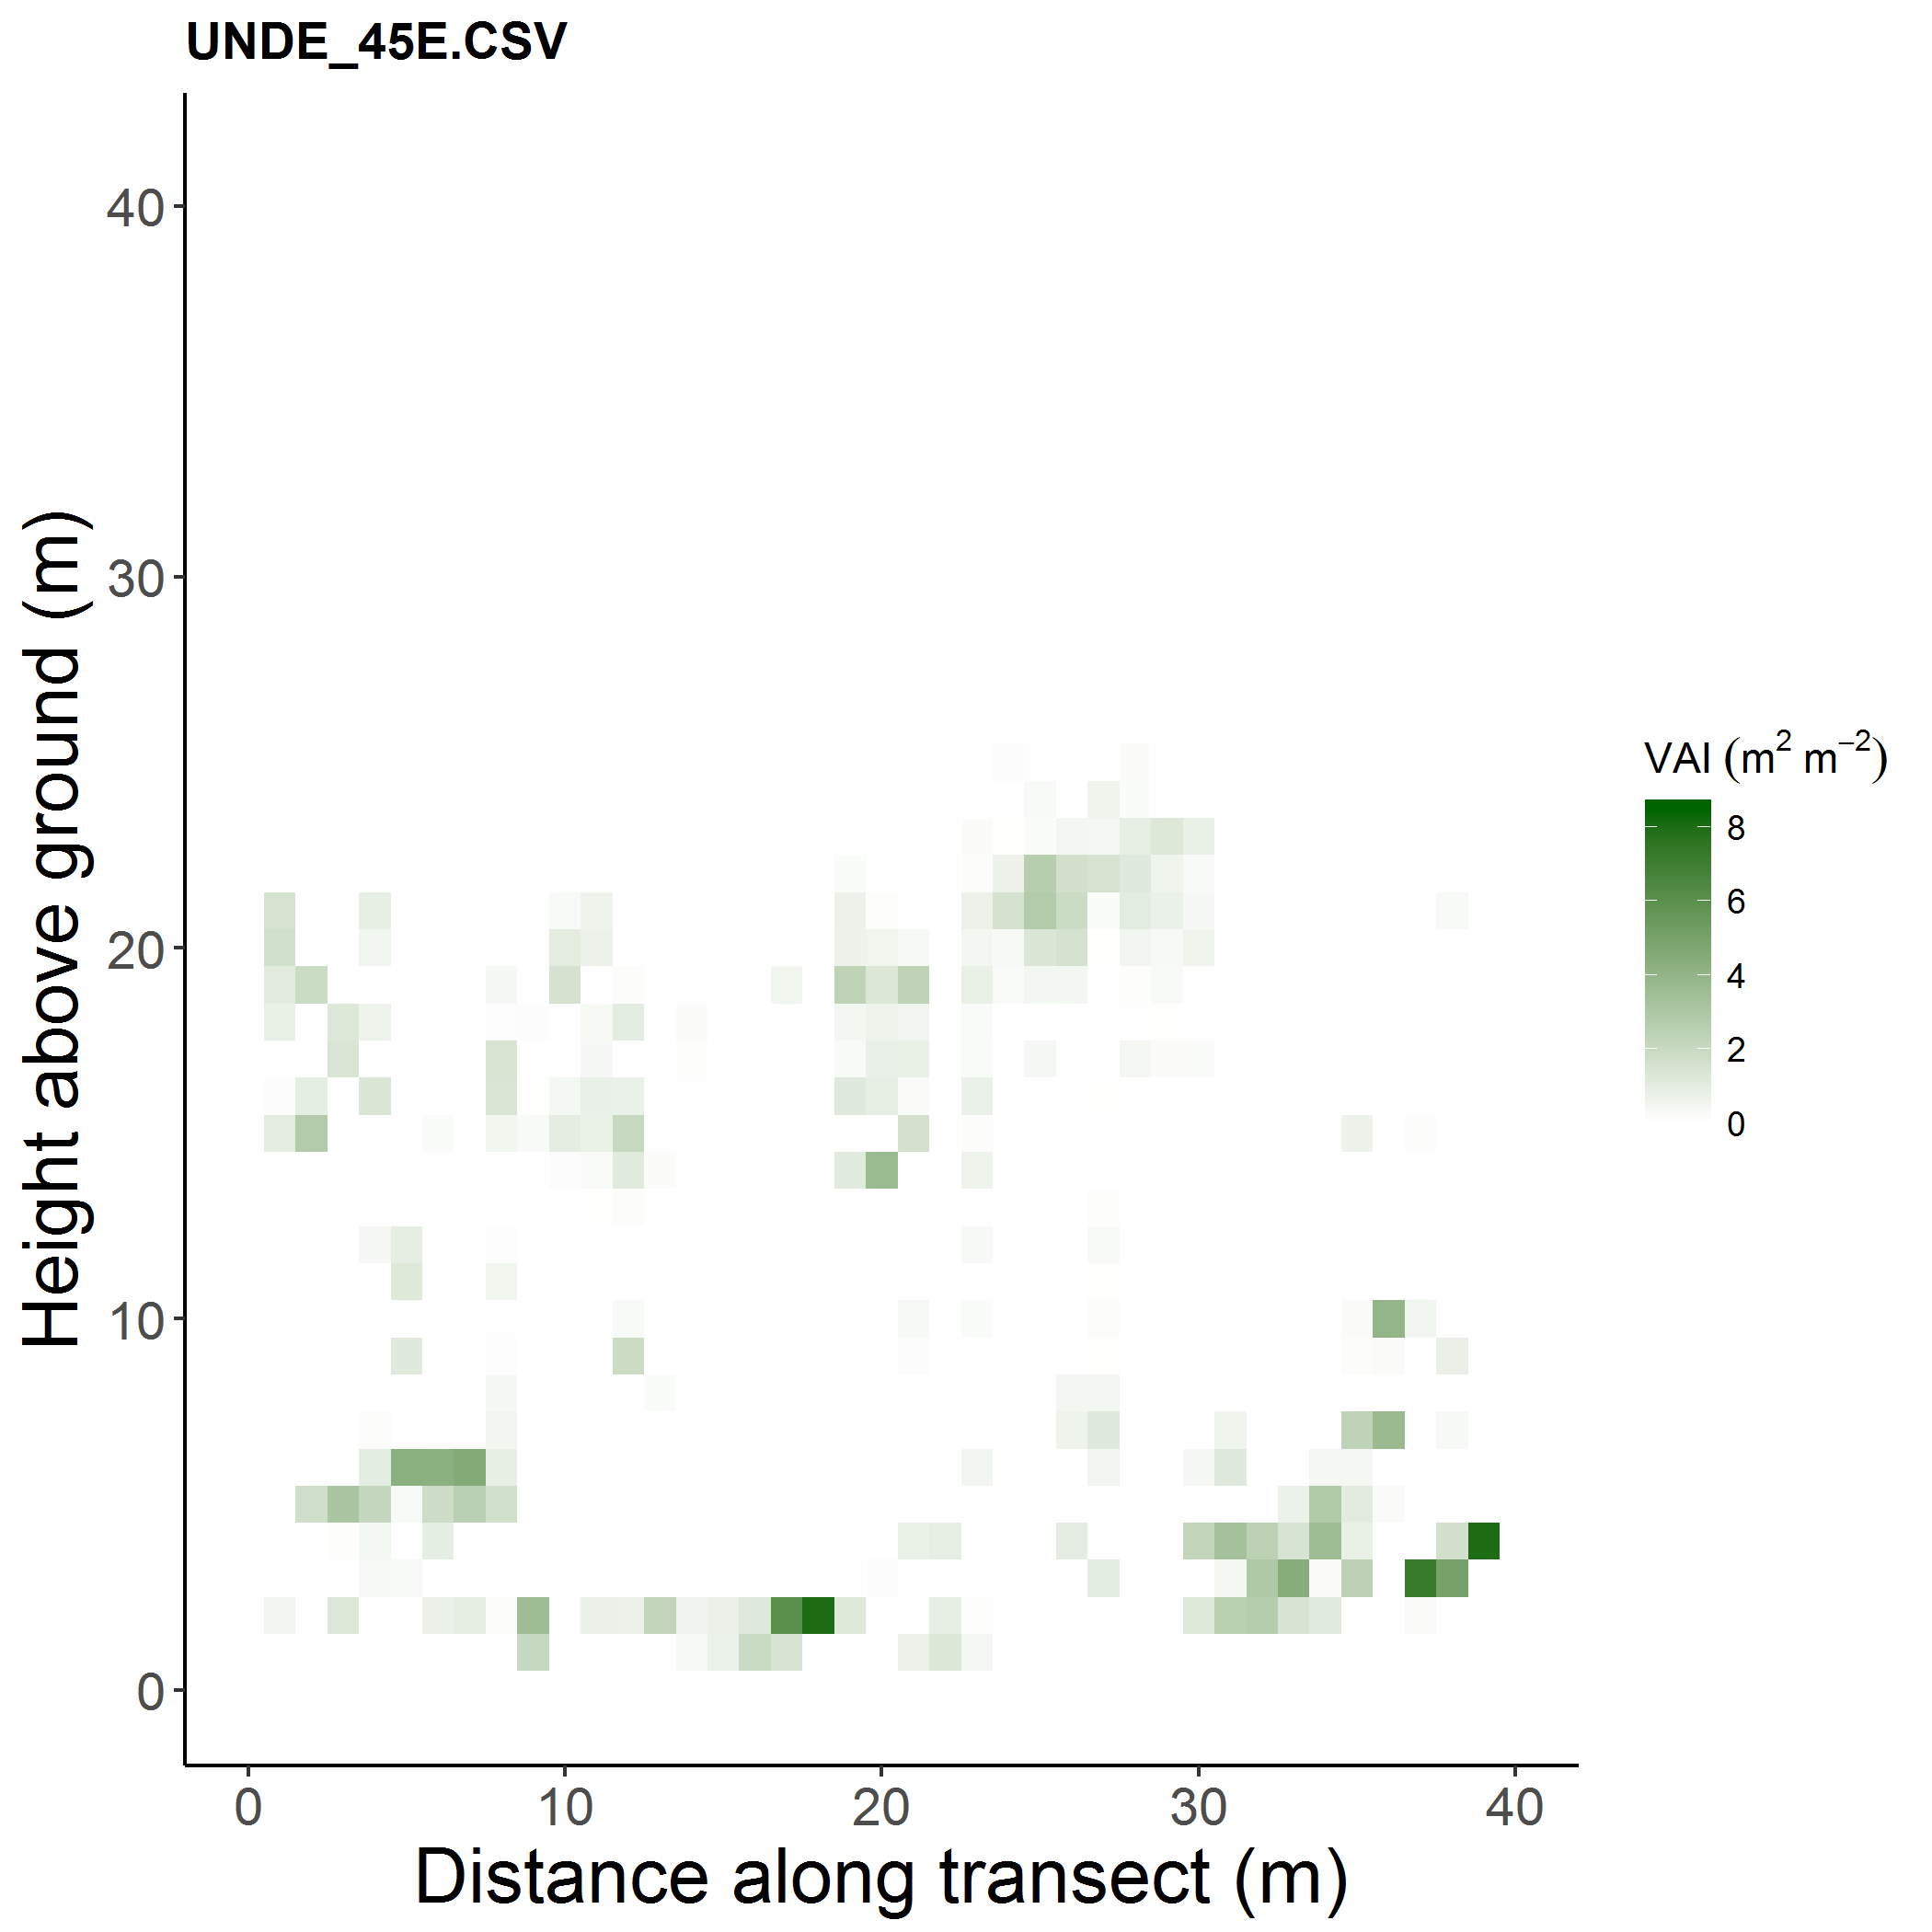 UNDE_45E.CSV
40
30
20
10
0
Height above ground (m)
0 10 20 30 40
Distance along transect (m)
VAI (m² m⁻²)
8
6
4
2
0